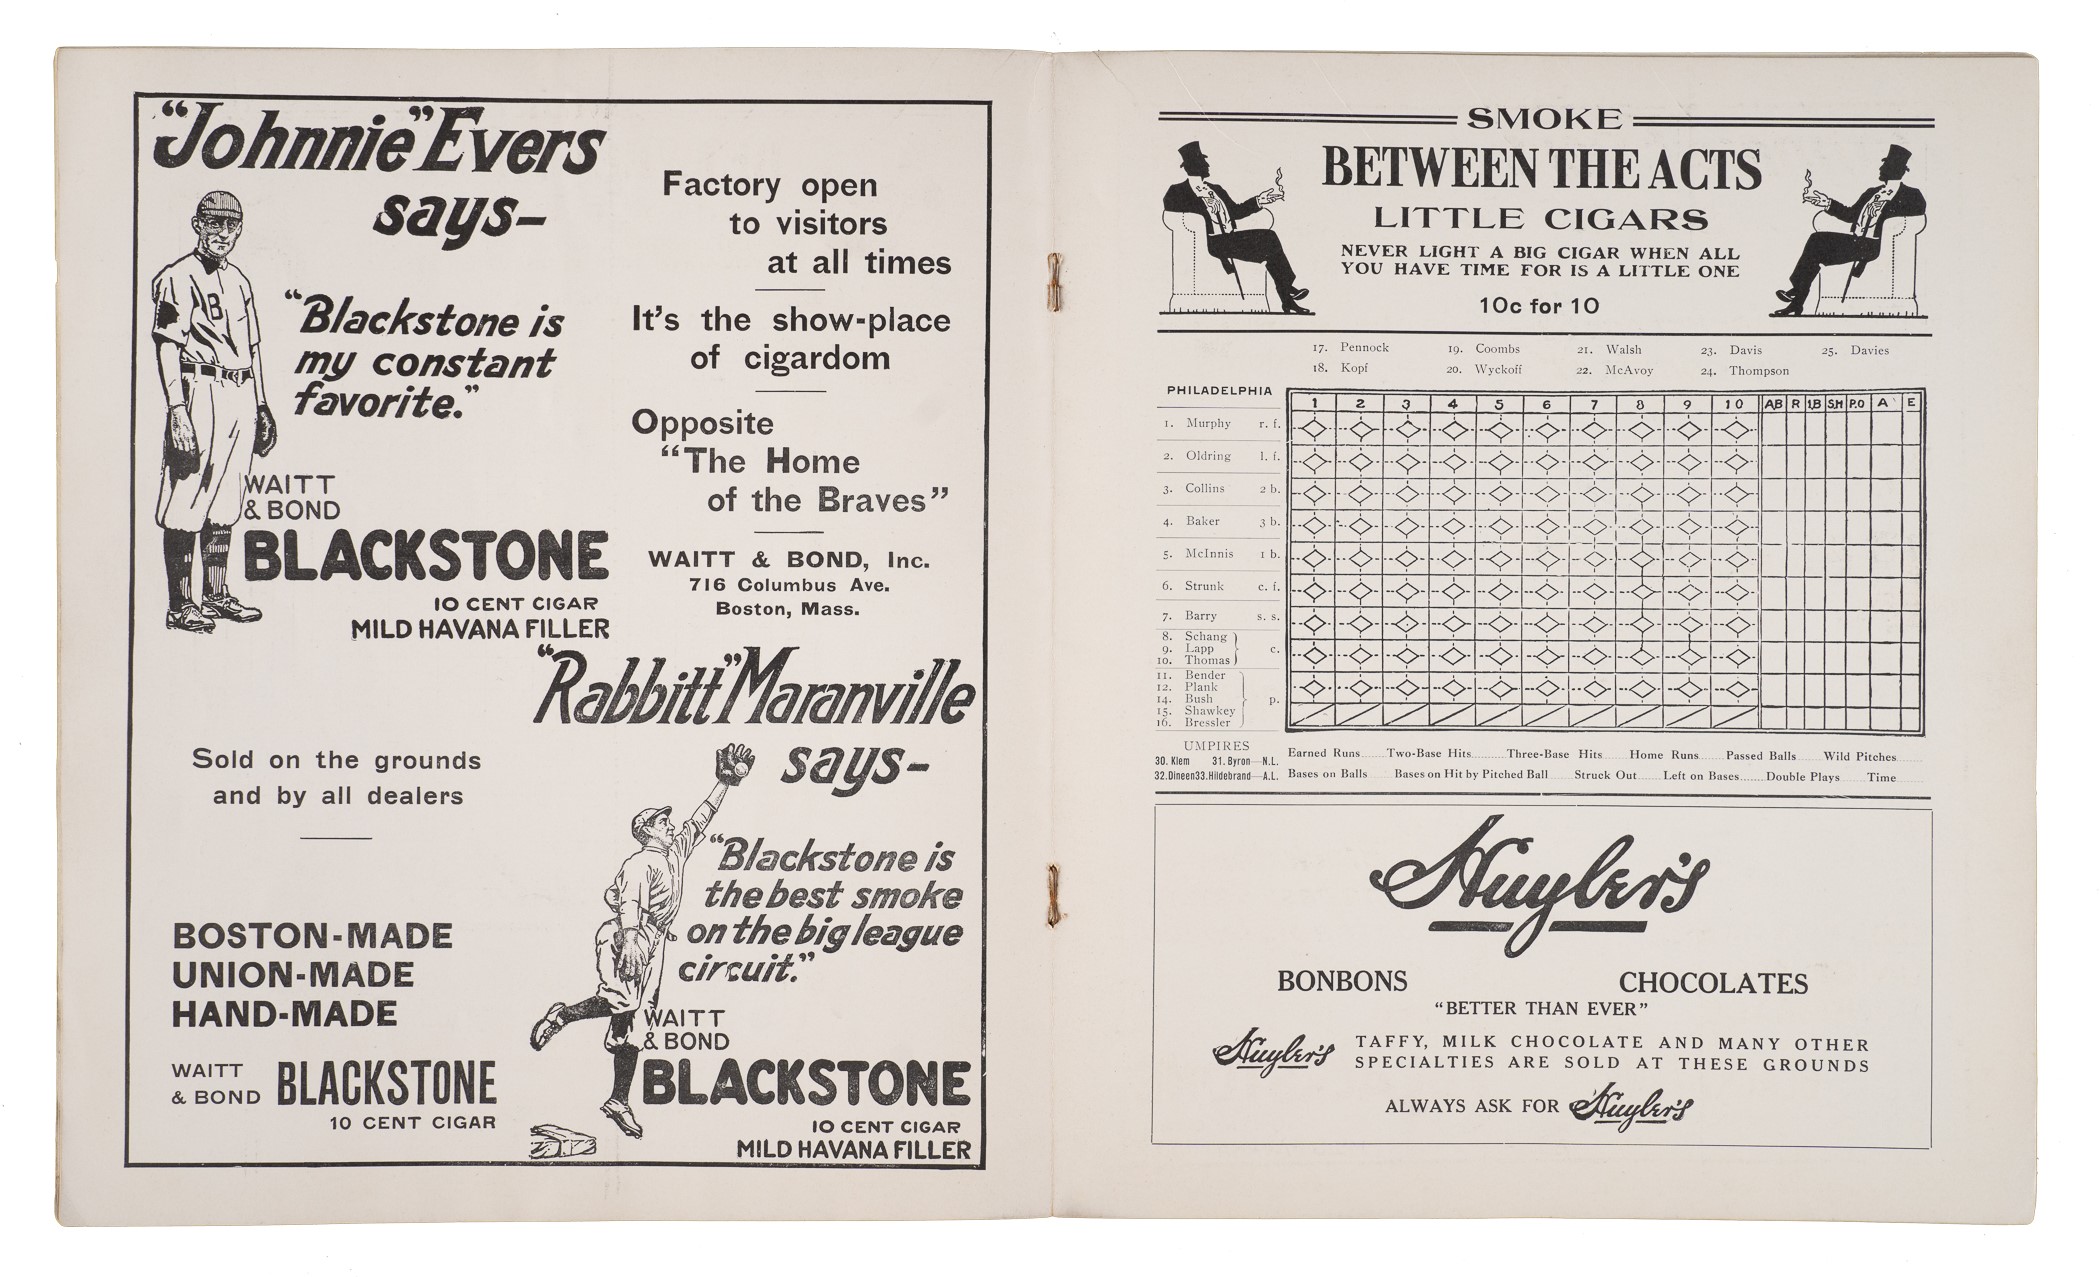 "Johnnie" Evers
says-
"Blackstone is
my constant
favorite."
B
WAITT
& BOND
BLACKSTONE
10 CENT CIGAR
MILD HAVANA FILLER
Factory open
to visitors
at all times
It's the show-place
of cigardom
Opposite
"The Home
of the Braves"
WAITT & BOND, Inc.
716 Columbus Ave.
Boston, Mass.
"Rabbitt" Maranville
says-
"Blackstone is
the best smoke
on the big league
circuit."
WAITT
& BOND
BLACKSTONE
10 CENT CIGAR
MILD HAVANA FILLER
Sold on the grounds
and by all dealers
BOSTON-MADE
UNION-MADE
HAND-MADE
WAITT
& BOND BLACKSTONE
10 CENT CIGAR
SMOKE
BETWEEN THE ACTS
LITTLE CIGARS
NEVER LIGHT A BIG CIGAR WHEN ALL
YOU HAVE TIME FOR IS A LITTLE ONE
10c for 10
17. Pennock 19. Coombs 21. Walsh 23. Davis 25. Davies
18. Kopf 20. Wyckoff 22. McAvoy 24. Thompson
PHILADELPHIA 1 2 3 4 5 6 7 8 9 10 AB R 1B S.H P.O A E
1. Murphy r. f.
2. Oldring l. f.
3. Collins 2 b.
4. Baker 3 b.
5. McInnis 1 b.
6. Strunk c. f.
7. Barry s. s.
8. Schang
9. Lapp c.
10. Thomas
11. Bender
12. Plank
14. Bush p.
15. Shawkey
16. Bressler
UMPIRES
30. Klem 31. Byron—N.L.
32. Dineen 33. Hildebrand—A.L.
Earned Runs Two-Base Hits Three-Base Hits Home Runs Passed Balls Wild Pitches
Bases on Balls Bases on Hit by Pitched Ball Struck Out Left on Bases Double Plays Time
Huyler's
BONBONS CHOCOLATES
"BETTER THAN EVER"
Huyler's TAFFY, MILK CHOCOLATE AND MANY OTHER
SPECIALTIES ARE SOLD AT THESE GROUNDS
ALWAYS ASK FOR Huyler's